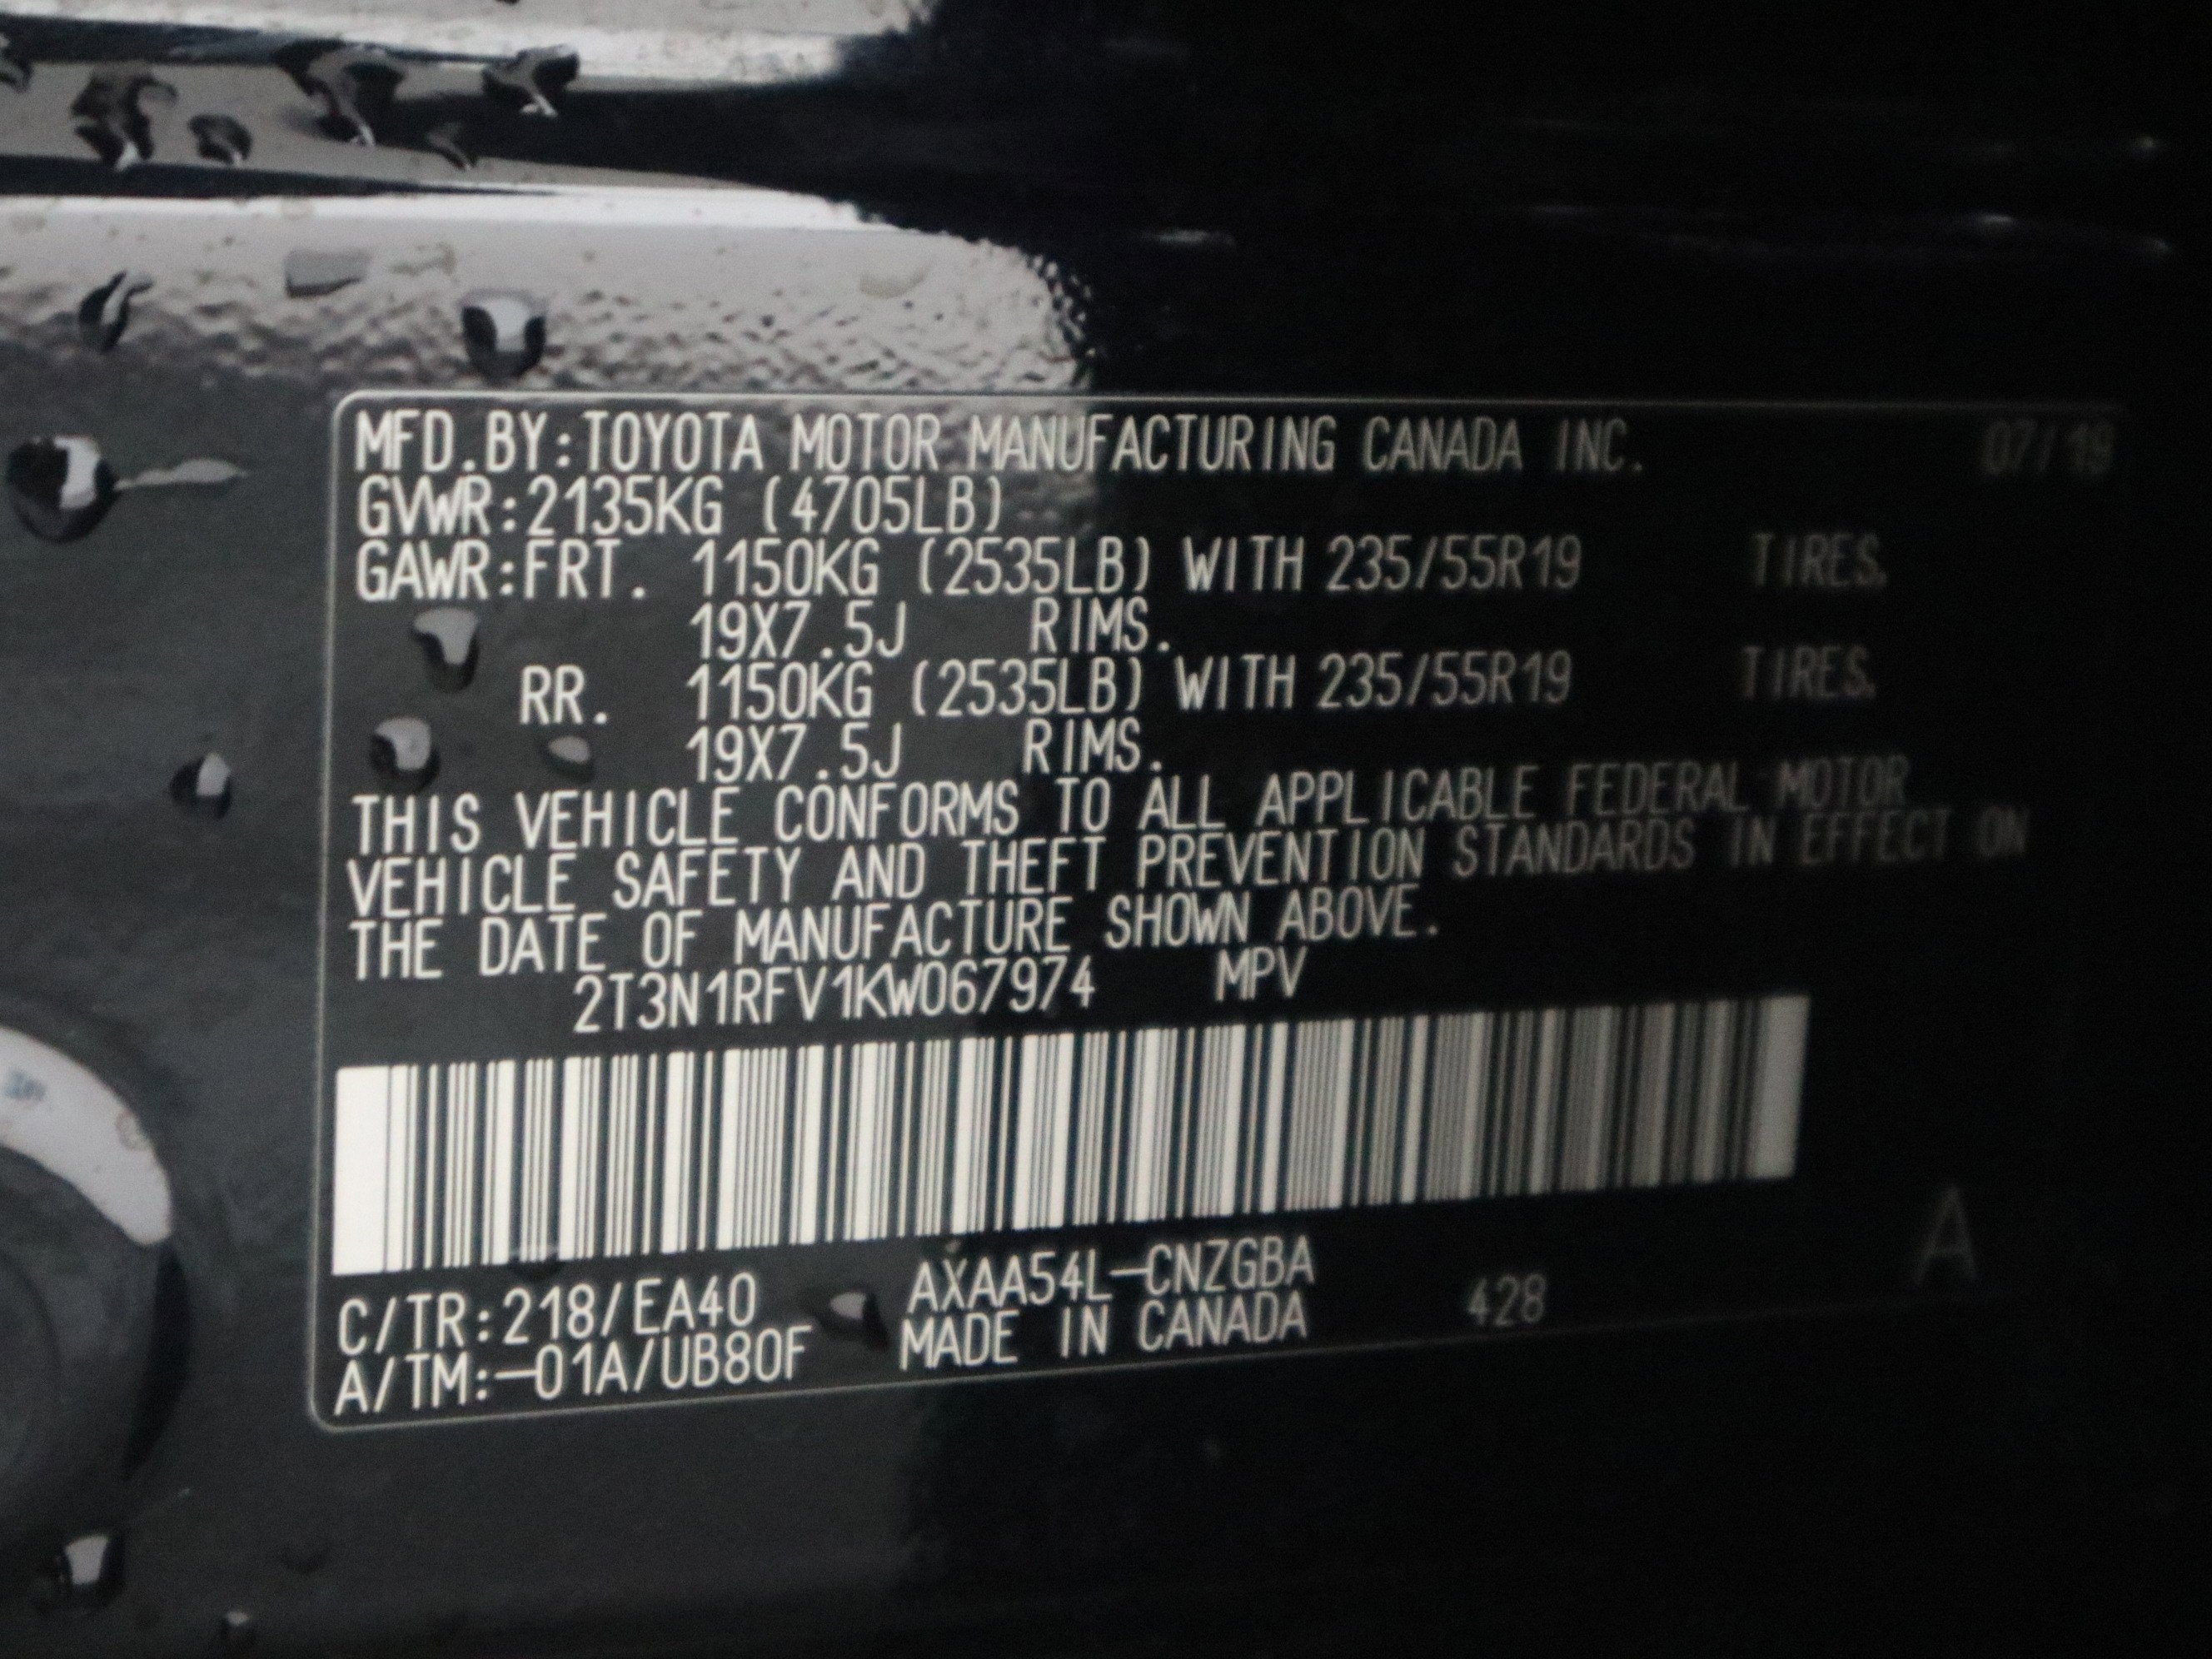 MFD.BY:TOYOTA MOTOR MANUFACTURING CANADA INC. 07/19
GVWR:2135KG (4705LB)
GAWR:FRT. 1150KG (2535LB) WITH 235/55R19 TIRES.
19X7.5J RIMS.
RR. 1150KG (2535LB) WITH 235/55R19 TIRES.
19X7.5J RIMS.
THIS VEHICLE CONFORMS TO ALL APPLICABLE FEDERAL MOTOR
VEHICLE SAFETY AND THEFT PREVENTION STANDARDS IN EFFECT ON
THE DATE OF MANUFACTURE SHOWN ABOVE.
2T3N1RFV1KW067974 MPV
C/TR:218/EA40 AXAA54L-CNZGBA 428 A
A/TM:-01A/UB80F MADE IN CANADA